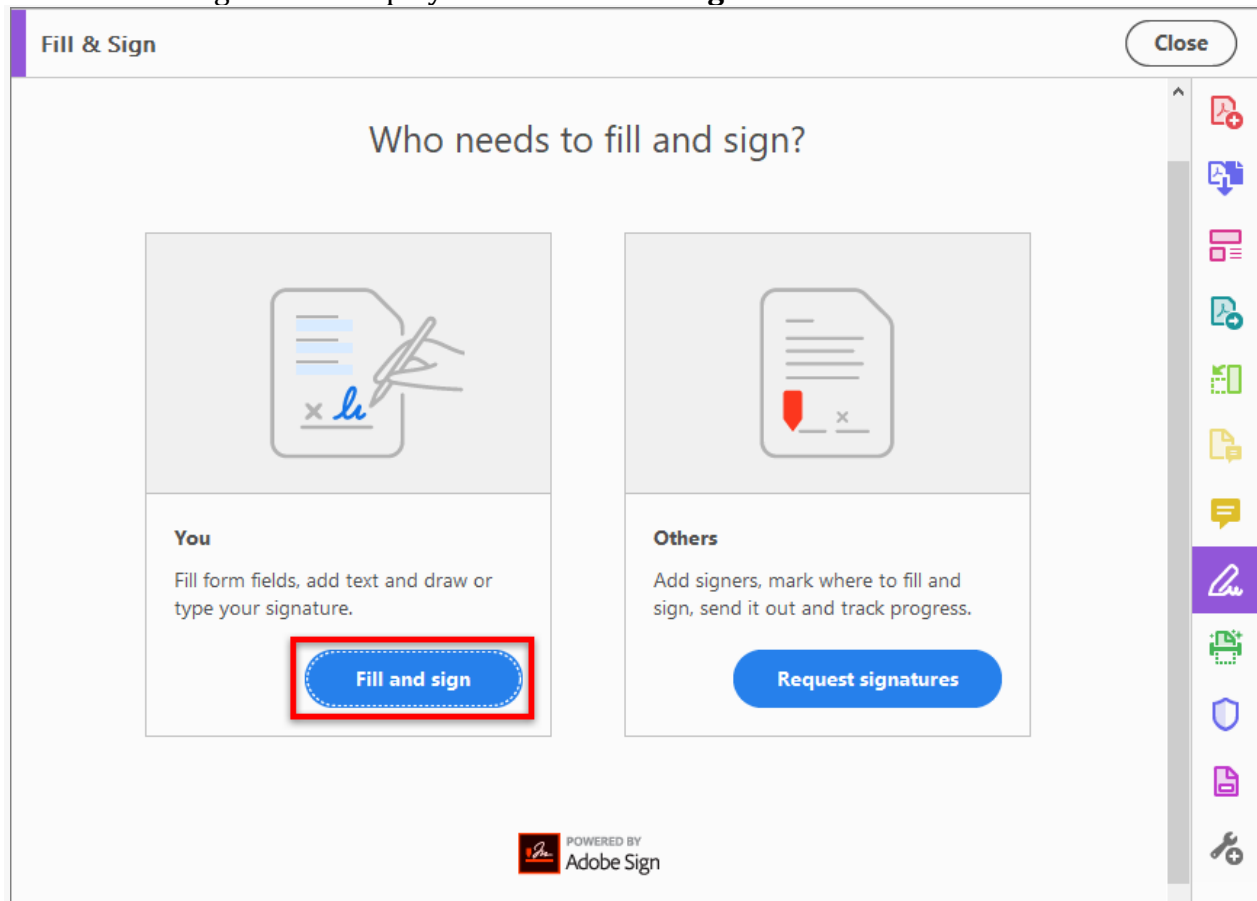 Fill & Sign
Close
Who needs to fill and sign?
You
Fill form fields, add text and draw or
type your signature.
Fill and sign
Others
Add signers, mark where to fill and
sign, send it out and track progress.
Request signatures
POWERED BY
Adobe Sign